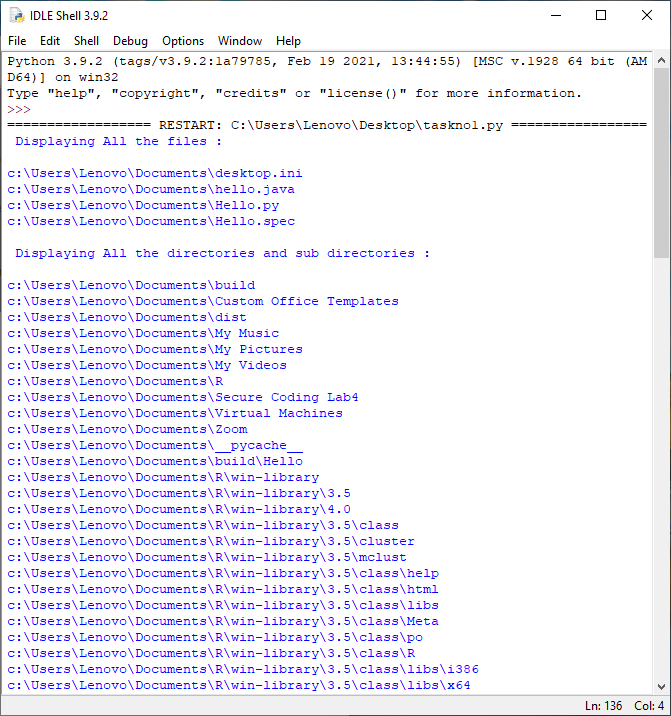 IDLE Shell 3.9.2
File Edit Shell Debug Options Window Help
Python 3.9.2 (tags/v3.9.2:1a79785, Feb 19 2021, 13:44:55) [MSC v.1928 64 bit (AM
D64)] on win32
Type "help", "copyright", "credits" or "license()" for more information.
>>>
================== RESTART: C:\Users\Lenovo\Desktop\taskno1.py =================
 Displaying All the files :
c:\Users\Lenovo\Documents\desktop.ini
c:\Users\Lenovo\Documents\hello.java
c:\Users\Lenovo\Documents\Hello.py
c:\Users\Lenovo\Documents\Hello.spec
 Displaying All the directories and sub directories :
c:\Users\Lenovo\Documents\build
c:\Users\Lenovo\Documents\Custom Office Templates
c:\Users\Lenovo\Documents\dist
c:\Users\Lenovo\Documents\My Music
c:\Users\Lenovo\Documents\My Pictures
c:\Users\Lenovo\Documents\My Videos
c:\Users\Lenovo\Documents\R
c:\Users\Lenovo\Documents\Secure Coding Lab4
c:\Users\Lenovo\Documents\Virtual Machines
c:\Users\Lenovo\Documents\Zoom
c:\Users\Lenovo\Documents\__pycache__
c:\Users\Lenovo\Documents\build\Hello
c:\Users\Lenovo\Documents\R\win-library
c:\Users\Lenovo\Documents\R\win-library\3.5
c:\Users\Lenovo\Documents\R\win-library\4.0
c:\Users\Lenovo\Documents\R\win-library\3.5\class
c:\Users\Lenovo\Documents\R\win-library\3.5\cluster
c:\Users\Lenovo\Documents\R\win-library\3.5\mclust
c:\Users\Lenovo\Documents\R\win-library\3.5\class\help
c:\Users\Lenovo\Documents\R\win-library\3.5\class\html
c:\Users\Lenovo\Documents\R\win-library\3.5\class\libs
c:\Users\Lenovo\Documents\R\win-library\3.5\class\Meta
c:\Users\Lenovo\Documents\R\win-library\3.5\class\po
c:\Users\Lenovo\Documents\R\win-library\3.5\class\R
c:\Users\Lenovo\Documents\R\win-library\3.5\class\libs\i386
c:\Users\Lenovo\Documents\R\win-library\3.5\class\libs\x64
Ln: 136 Col: 4